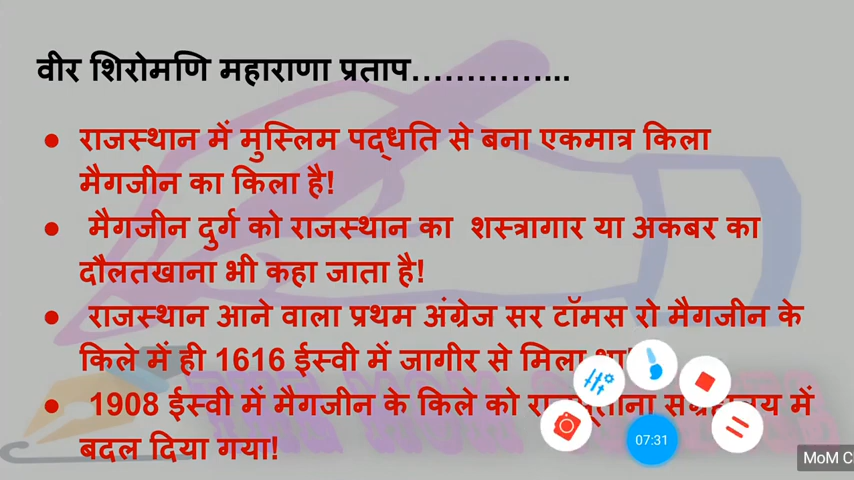 वीर शिरोमणि महाराणा प्रताप……………...
● राजस्थान में मुस्लिम पद्धति से बना एकमात्र किला
मैगजीन का किला है!
● मैगजीन दुर्ग को राजस्थान का शस्त्रागार या अकबर का
दौलतखाना भी कहा जाता है!
● राजस्थान आने वाला प्रथम अंग्रेज सर टॉमस रो मैगजीन के
किले में ही 1616 ईस्वी में जागीर से मिला
● 1908 ईस्वी में मैगजीन के किले को में
बदल दिया गया!
07:31
MoM C